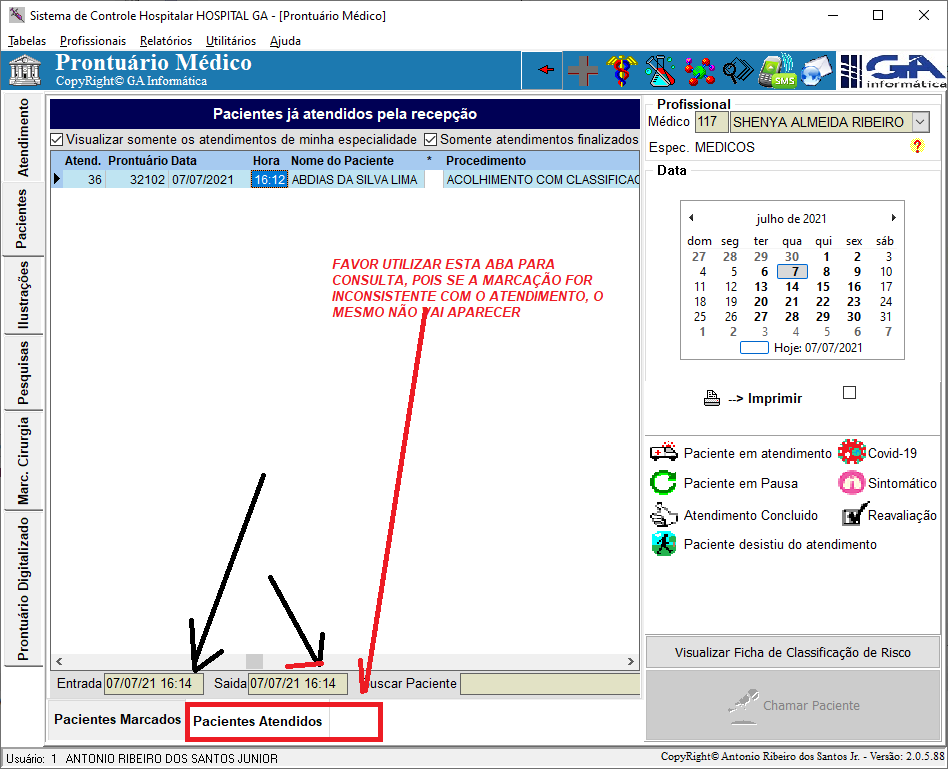 Sistema de Controle Hospitalar HOSPITAL GA - [Prontuário Médico]
Tabelas Profissionais Relatórios Utilitários Ajuda
Prontuário Médico
CopyRight© GA Informática
SMS
GA
informática
Atendimento
Pacientes
Ilustrações
Pesquisas
Marc. Cirurgia
Prontuário Digitalizado
Pacientes já atendidos pela recepção
Visualizar somente os atendimentos de minha especialidade Somente atendimentos finalizados
Atend. Prontuário Data Hora Nome do Paciente * Procedimento
36 32102 07/07/2021 16:12 ABDIAS DA SILVA LIMA ACOLHIMENTO COM CLASSIFICAC
FAVOR UTILIZAR ESTA ABA PARA
CONSULTA, POIS SE A MARCAÇÃO FOR
INCONSISTENTE COM O ATENDIMENTO, O
MESMO NÃO VAI APARECER
Entrada 07/07/21 16:14 Saida 07/07/21 16:14 uscar Paciente
Pacientes Marcados Pacientes Atendidos
Profissional
Médico 117 SHENYA ALMEIDA RIBEIRO
Espec. MEDICOS
Data
julho de 2021
dom seg ter qua qui sex sáb
27 28 29 30 1 2 3
4 5 6 7 8 9 10
11 12 13 14 15 16 17
18 19 20 21 22 23 24
25 26 27 28 29 30 31
1 2 3 4 5 6 7
Hoje: 07/07/2021
--> Imprimir
Paciente em atendimento Covid-19
Paciente em Pausa Sintomático
Atendimento Concluido Reavaliação
Paciente desistiu do atendimento
Visualizar Ficha de Classificação de Risco
Chamar Paciente
Usuário: 1 ANTONIO RIBEIRO DOS SANTOS JUNIOR
CopyRight© Antonio Ribeiro dos Santos Jr. - Versão: 2.0.5.88